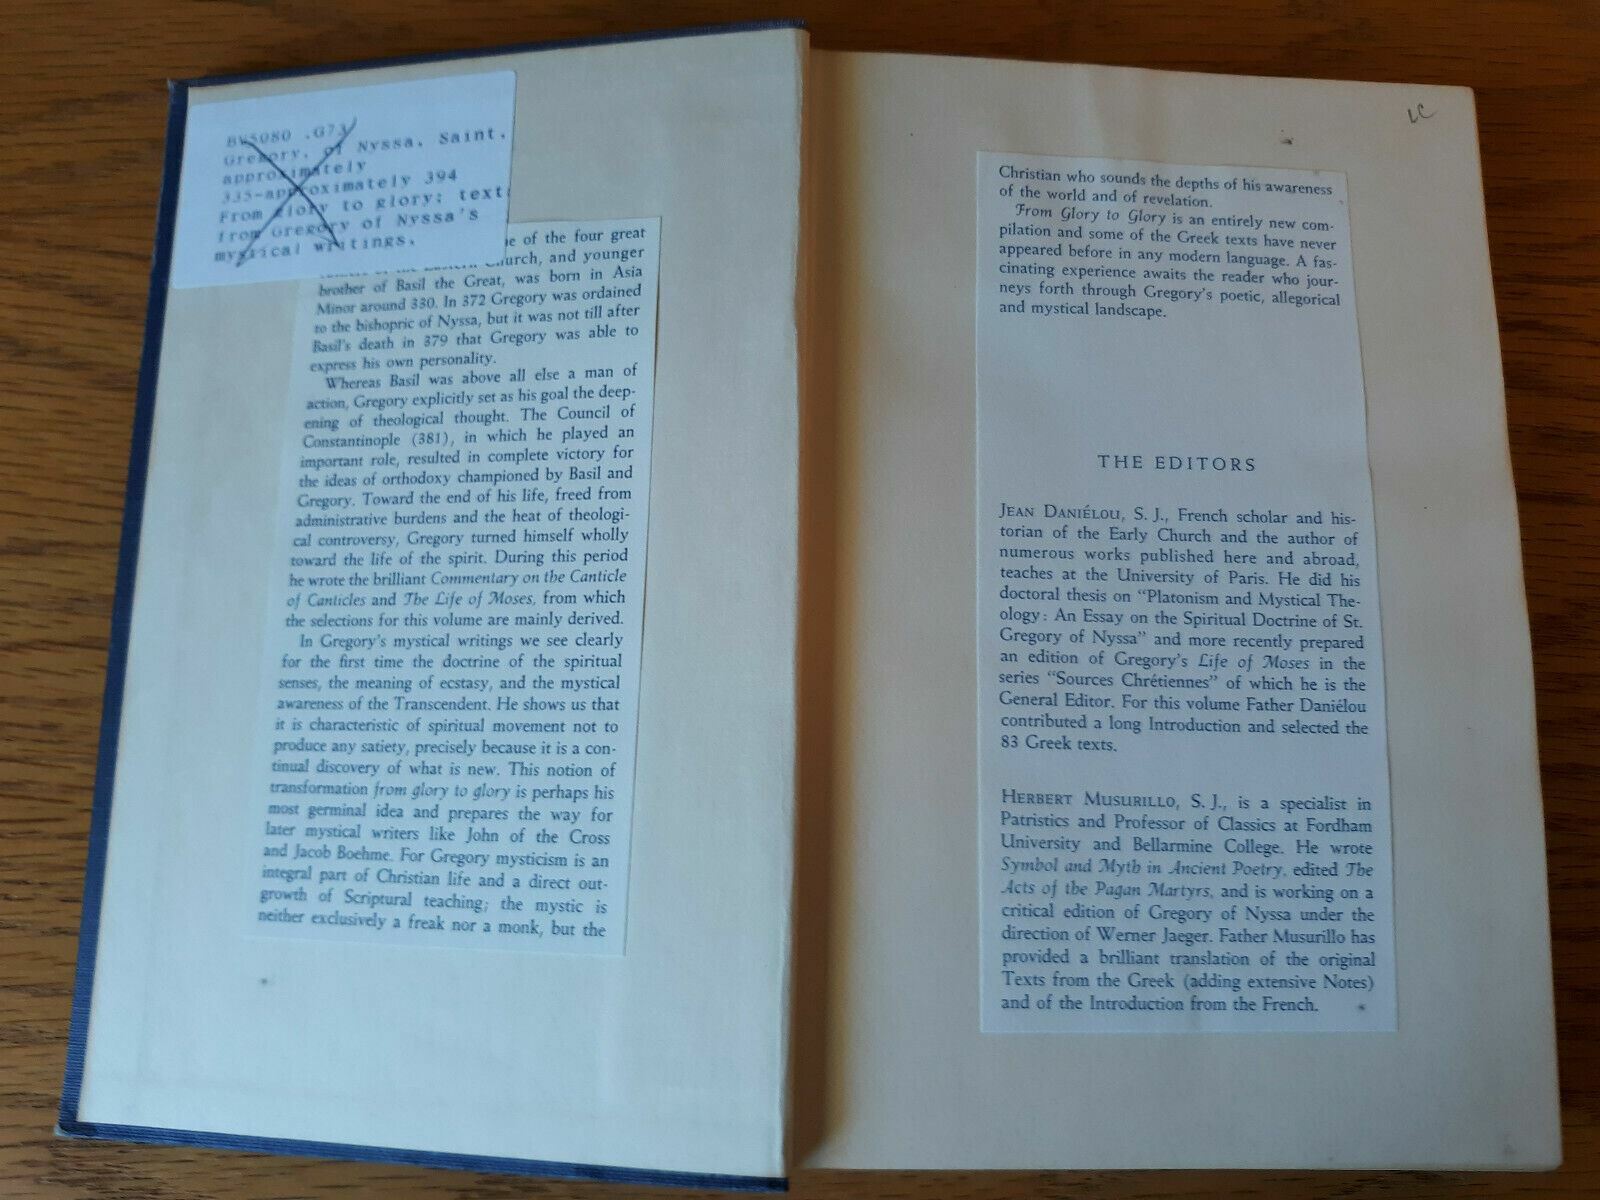 BV5080 .G73
Gregory, of Nyssa, Saint,
approximately
335-approximately 394
From glory to glory; text
from Gregory of Nyssa's
mystical writings.
of the four great
Church, and younger
brother of Basil the Great, was born in Asia
Minor around 330. In 372 Gregory was ordained
to the bishopric of Nyssa, but it was not till after
Basil's death in 379 that Gregory was able to
express his own personality.
Whereas Basil was above all else a man of
action, Gregory explicitly set as his goal the deep-
ening of theological thought. The Council of
Constantinople (381), in which he played an
important role, resulted in complete victory for
the ideas of orthodoxy championed by Basil and
Gregory. Toward the end of his life, freed from
administrative burdens and the heat of theologi-
cal controversy, Gregory turned himself wholly
toward the life of the spirit. During this period
he wrote the brilliant Commentary on the Canticle
of Canticles and The Life of Moses, from which
the selections for this volume are mainly derived.
In Gregory's mystical writings we see clearly
for the first time the doctrine of the spiritual
senses, the meaning of ecstasy, and the mystical
awareness of the Transcendent. He shows us that
it is characteristic of spiritual movement not to
produce any satiety, precisely because it is a con-
tinual discovery of what is new. This notion of
transformation from glory to glory is perhaps his
most germinal idea and prepares the way for
later mystical writers like John of the Cross
and Jacob Boehme. For Gregory mysticism is an
integral part of Christian life and a direct out-
growth of Scriptural teaching; the mystic is
neither exclusively a freak nor a monk, but the
LC
Christian who sounds the depths of his awareness
of the world and of revelation.
From Glory to Glory is an entirely new com-
pilation and some of the Greek texts have never
appeared before in any modern language. A fas-
cinating experience awaits the reader who jour-
neys forth through Gregory's poetic, allegorical
and mystical landscape.
THE EDITORS
JEAN DANIÉLOU, S. J., French scholar and his-
torian of the Early Church and the author of
numerous works published here and abroad,
teaches at the University of Paris. He did his
doctoral thesis on "Platonism and Mystical The-
ology: An Essay on the Spiritual Doctrine of St.
Gregory of Nyssa" and more recently prepared
an edition of Gregory's Life of Moses in the
series "Sources Chrétiennes" of which he is the
General Editor. For this volume Father Daniélou
contributed a long Introduction and selected the
83 Greek texts.
HERBERT MUSURILLO, S. J., is a specialist in
Patristics and Professor of Classics at Fordham
University and Bellarmine College. He wrote
Symbol and Myth in Ancient Poetry, edited The
Acts of the Pagan Martyrs, and is working on a
critical edition of Gregory of Nyssa under the
direction of Werner Jaeger. Father Musurillo has
provided a brilliant translation of the original
Texts from the Greek (adding extensive Notes)
and of the Introduction from the French.